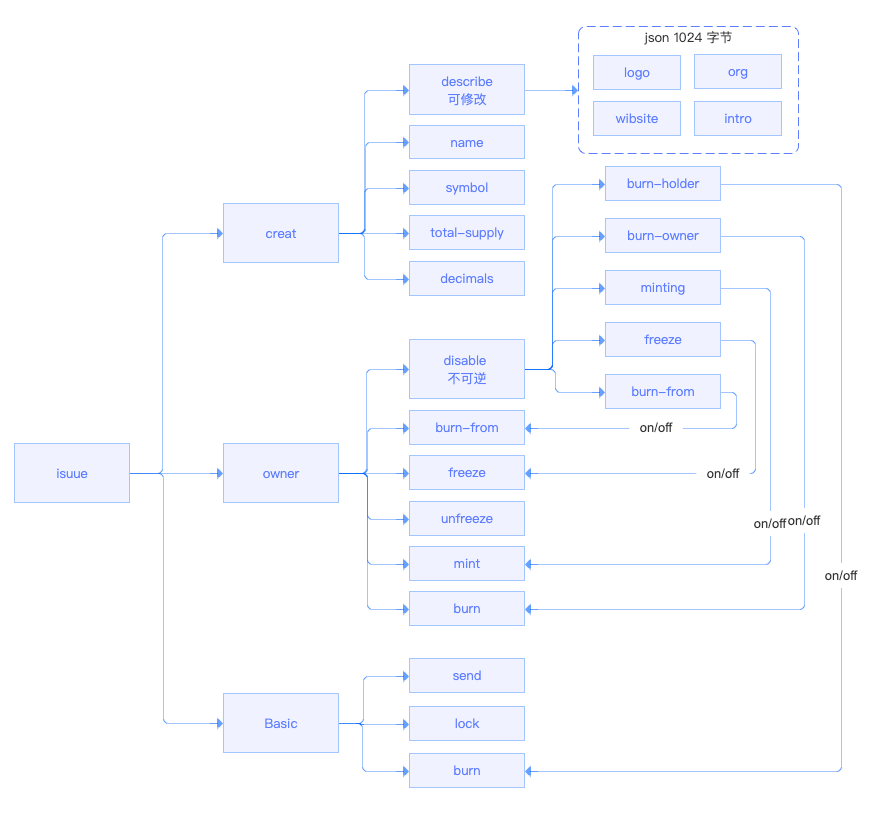 json 1024 字节
logo
org
wibsite
intro
describe
可修改
name
symbol
total-supply
decimals
creat
burn-holder
burn-owner
minting
freeze
burn-from
disable
不可逆
burn-from
on/off
freeze
on/off
isuue
owner
unfreeze
on/off
on/off
mint
on/off
burn
send
Basic
lock
burn